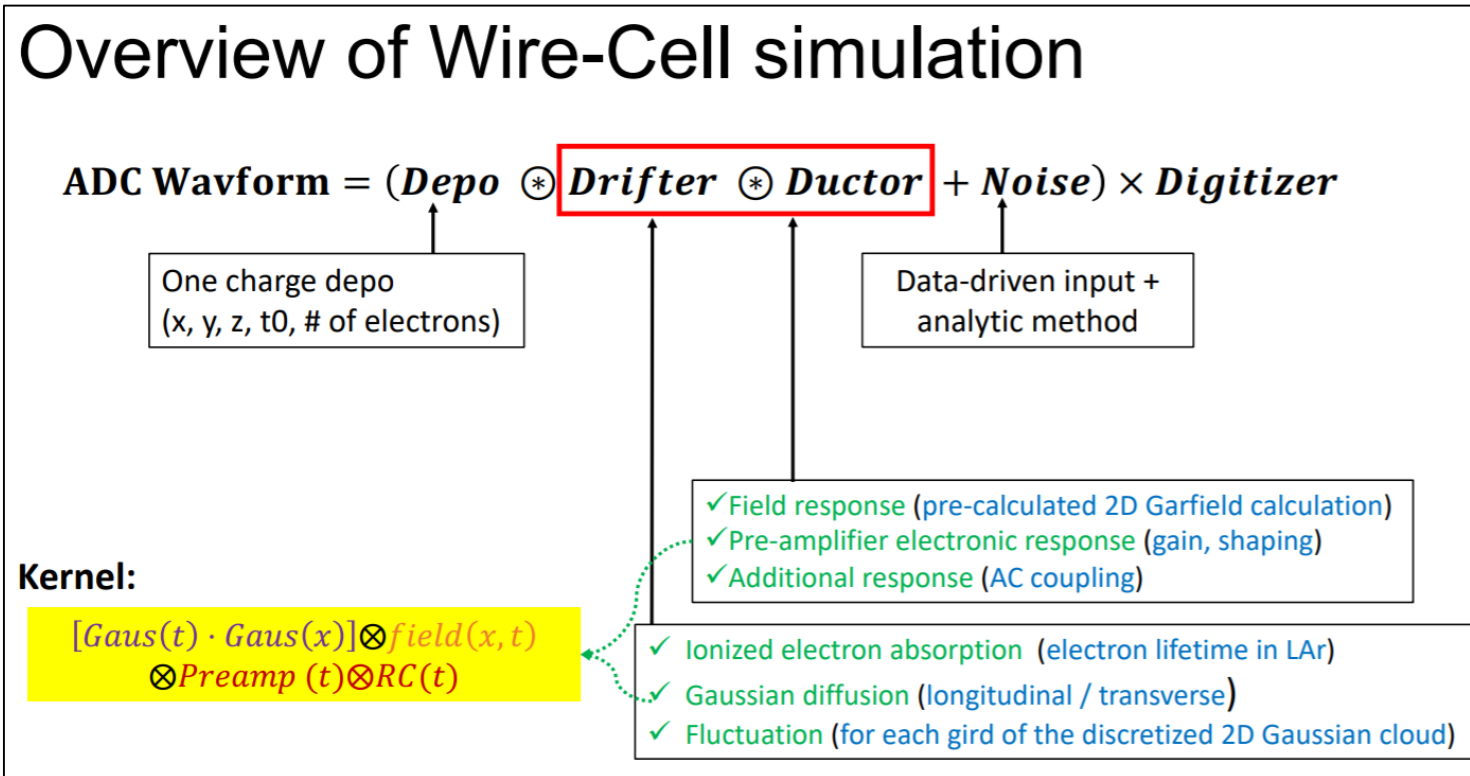 Overview of Wire-Cell simulation
ADC Wavform = (Depo ⊛ Drifter ⊛ Ductor + Noise) × Digitizer
One charge depo
(x, y, z, t0, # of electrons)
Data-driven input +
analytic method
✓Field response (pre-calculated 2D Garfield calculation)
✓Pre-amplifier electronic response (gain, shaping)
✓Additional response (AC coupling)
Kernel:
[Gaus(t) · Gaus(x)]⊗field(x, t)
⊗Preamp (t)⊗RC(t)
✓ Ionized electron absorption (electron lifetime in LAr)
✓ Gaussian diffusion (longitudinal / transverse)
✓ Fluctuation (for each gird of the discretized 2D Gaussian cloud)